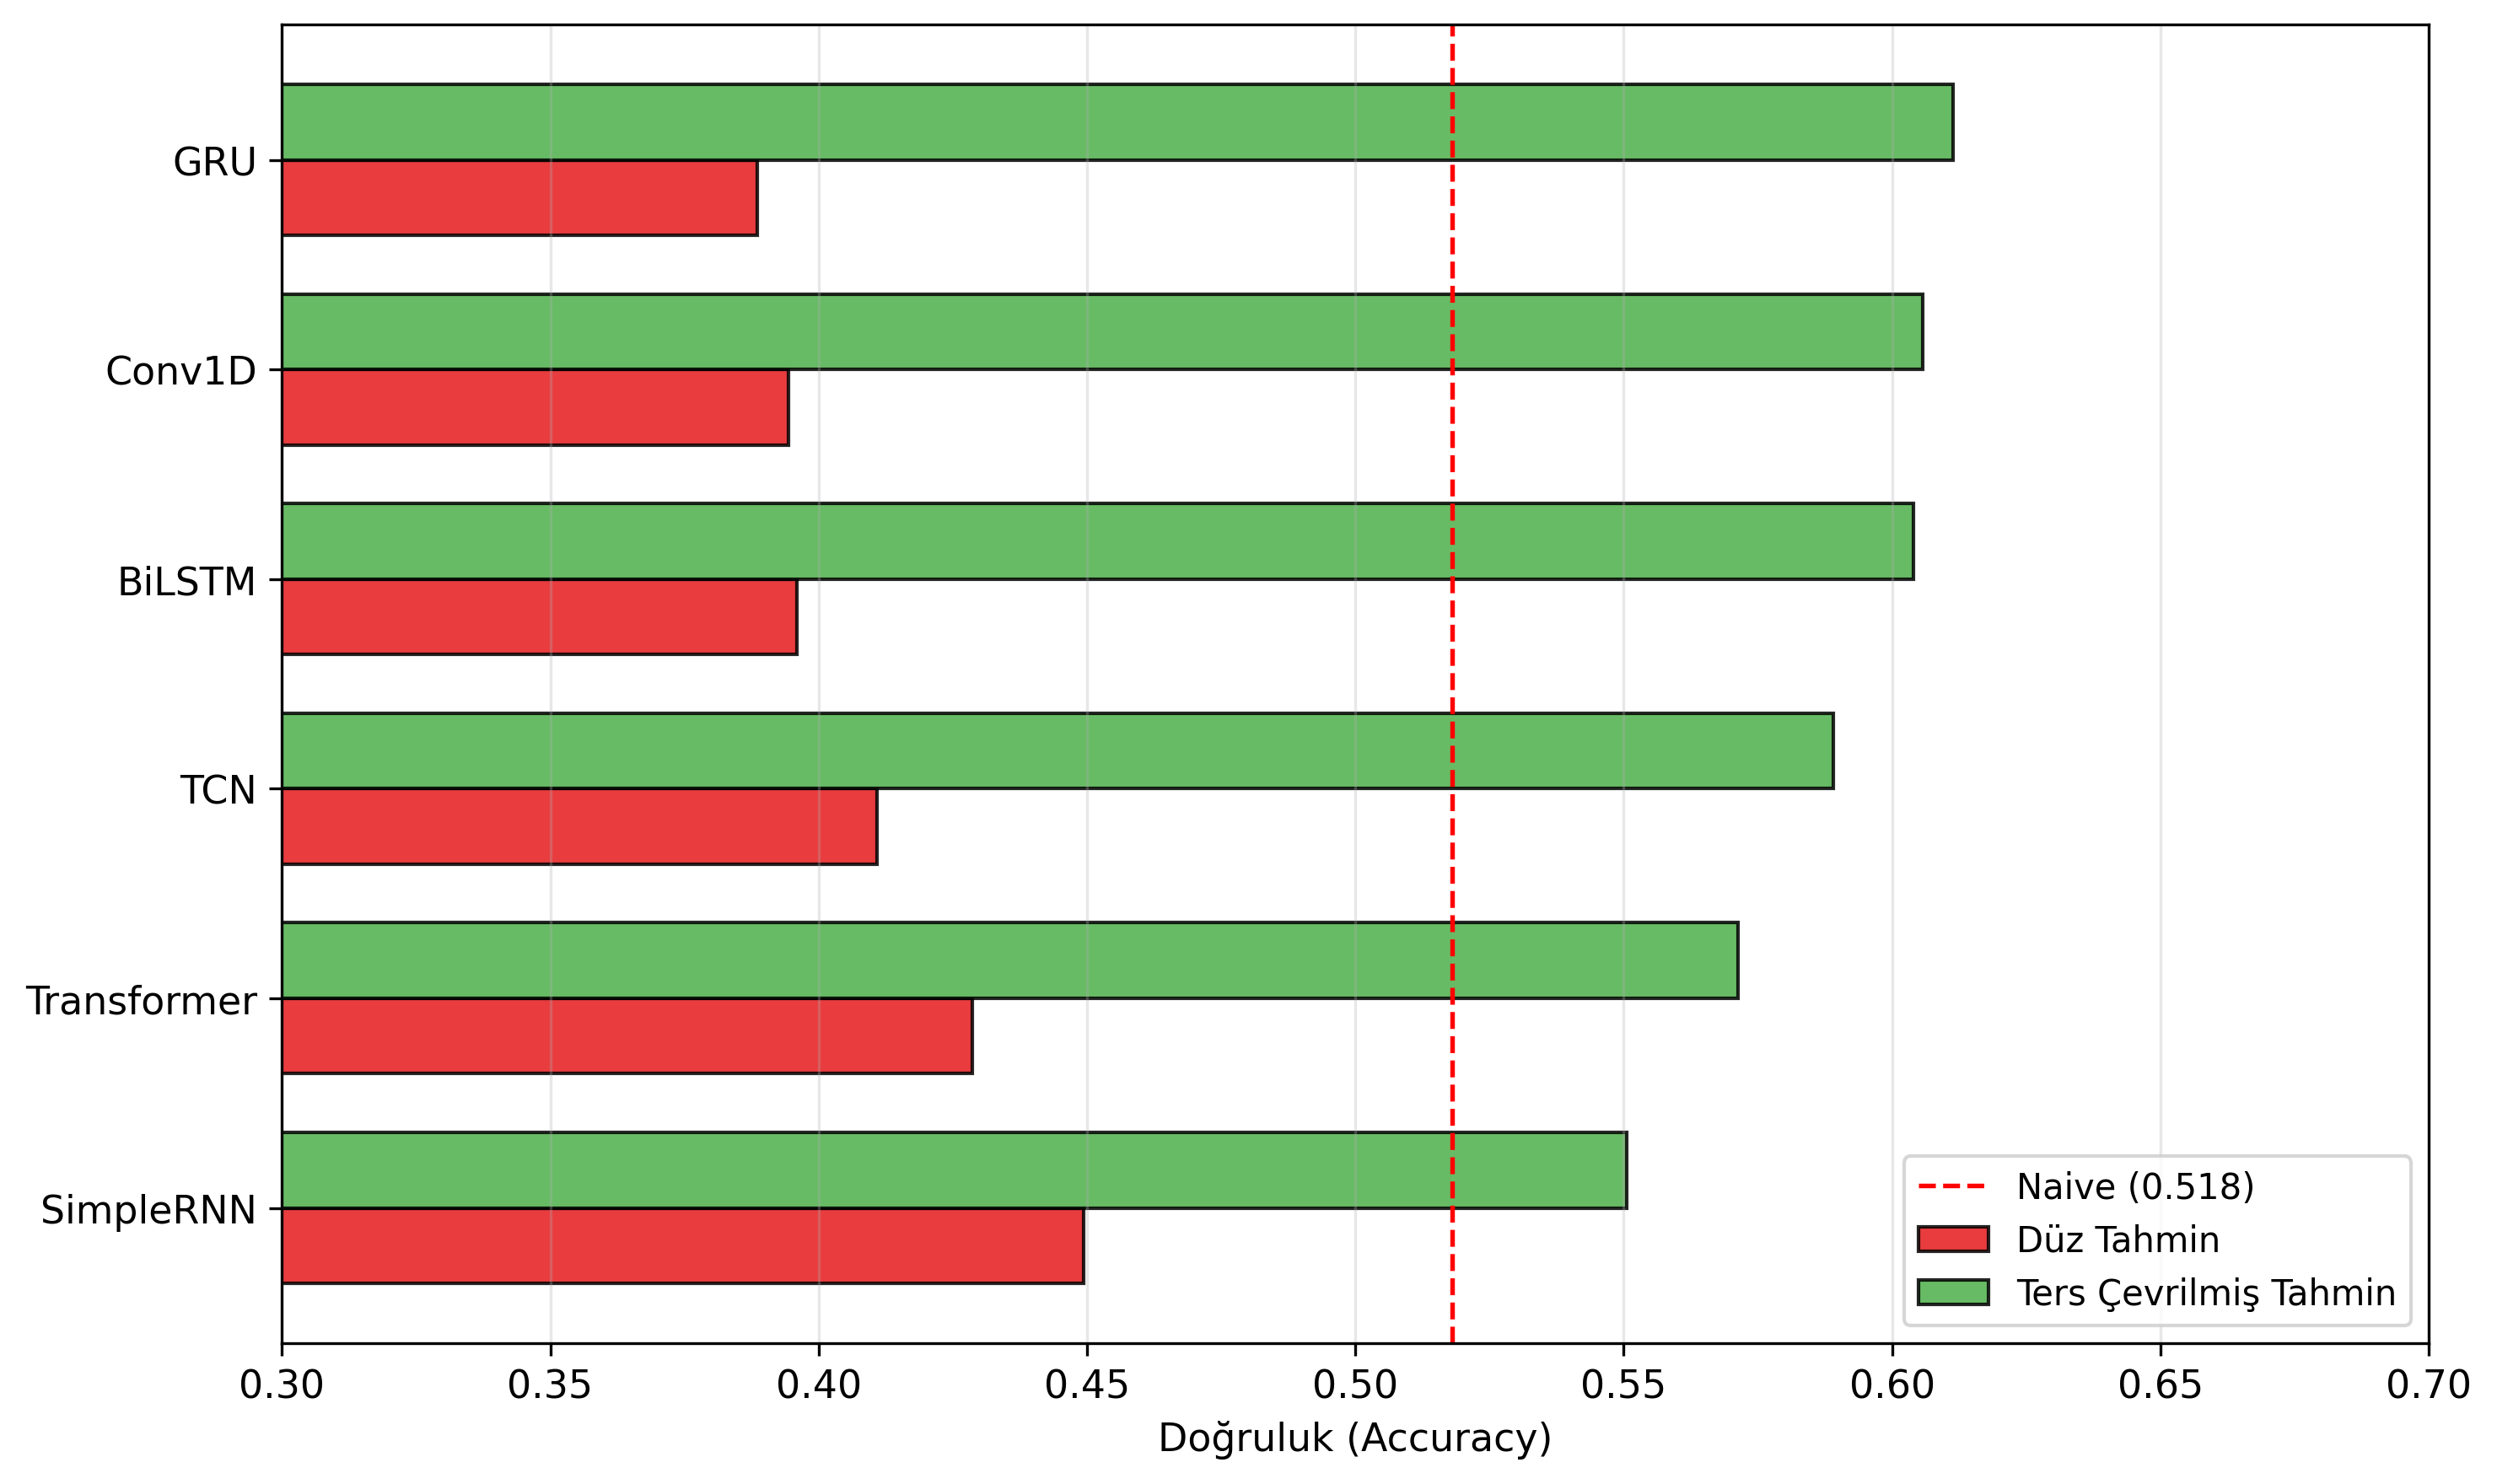 GRU
Conv1D
BiLSTM
TCN
Transformer
SimpleRNN
Naive (0.518)
Düz Tahmin
Ters Çevrilmiş Tahmin
0.30 0.35 0.40 0.45 0.50 0.55 0.60 0.65 0.70
Doğruluk (Accuracy)